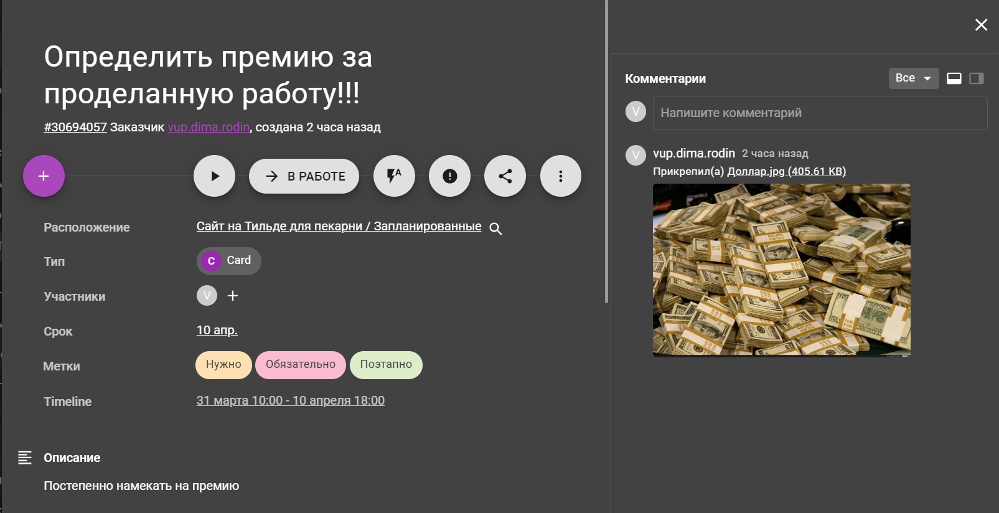 Определить премию за
проделанную работу!!!
#30694057 Заказчик vup.dima.rodin, создана 2 часа назад
В РАБОТЕ
Расположение
Сайт на Тильде для пекарни / Запланированные
Тип
C Card
Участники
V
Срок
10 апр.
Метки
Нужно Обязательно Поэтапно
Timeline
31 марта 10:00 - 10 апреля 18:00
Описание
Постепенно намекать на премию
Комментарии
Все
V
Напишите комментарий
V
vup.dima.rodin 2 часа назад
Прикрепил(а) Доллар.jpg (405.61 KB)